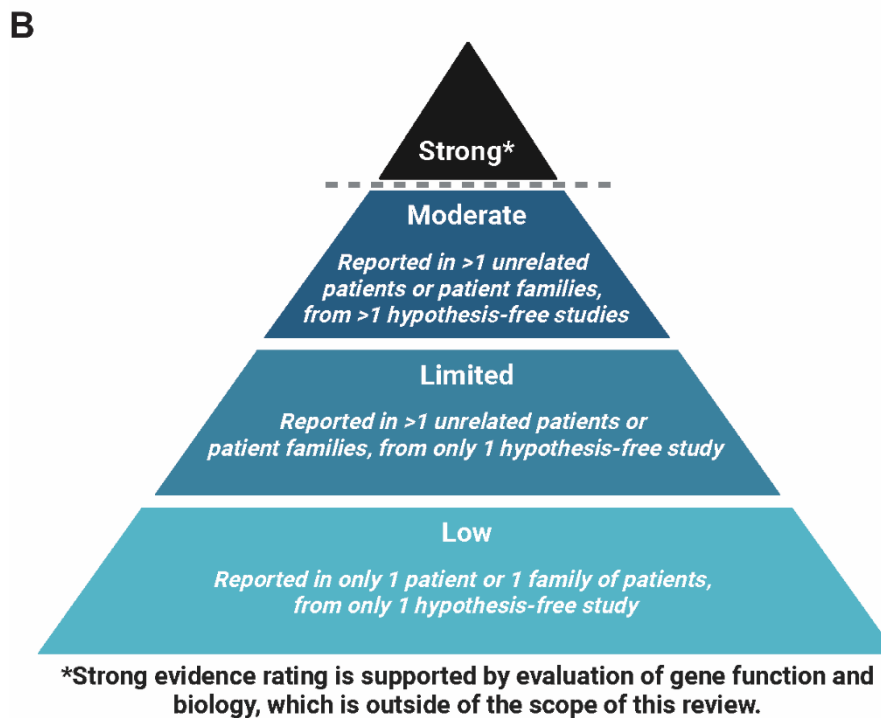 B
Strong*
Moderate
Reported in >1 unrelated
patients or patient families,
from >1 hypothesis-free studies
Limited
Reported in >1 unrelated patients or
patient families, from only 1 hypothesis-free study
Low
Reported in only 1 patient or 1 family of patients,
from only 1 hypothesis-free study
*Strong evidence rating is supported by evaluation of gene function and
biology, which is outside of the scope of this review.